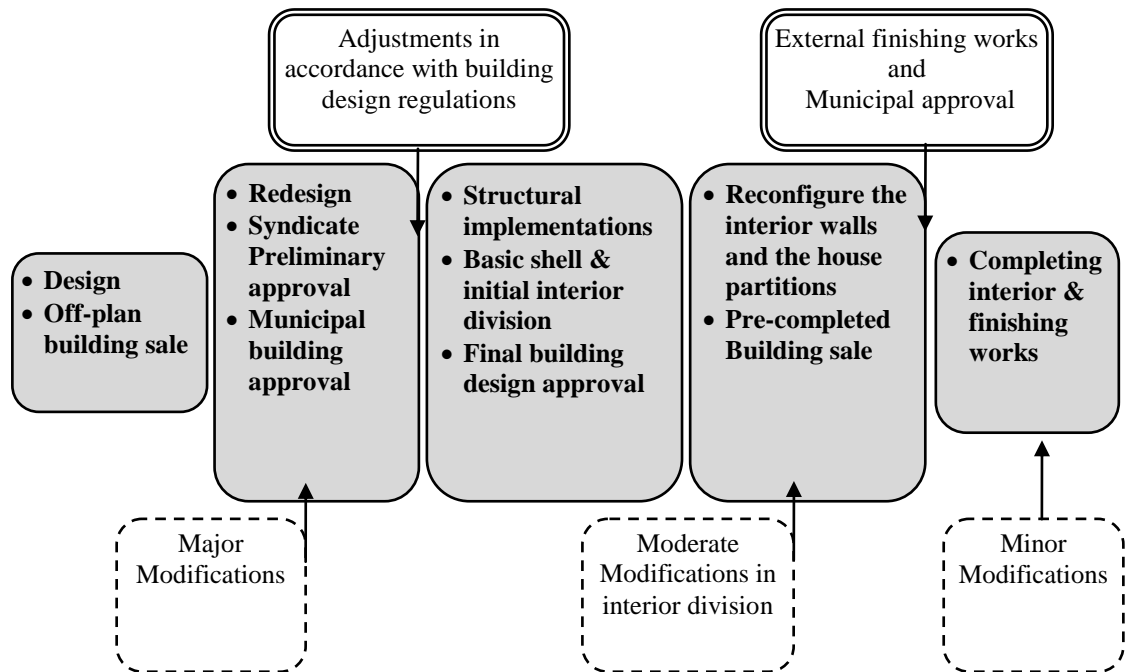 Adjustments in
accordance with building
design regulations
External finishing works
and
Municipal approval
• Design
• Off-plan
building sale
• Redesign
• Syndicate
Preliminary
approval
• Municipal
building
approval
• Structural
implementations
• Basic shell &
initial interior
division
• Final building
design approval
• Reconfigure the
interior walls
and the house
partitions
• Pre-completed
Building sale
• Completing
interior &
finishing
works
Major
Modifications
Moderate
Modifications in
interior division
Minor
Modifications